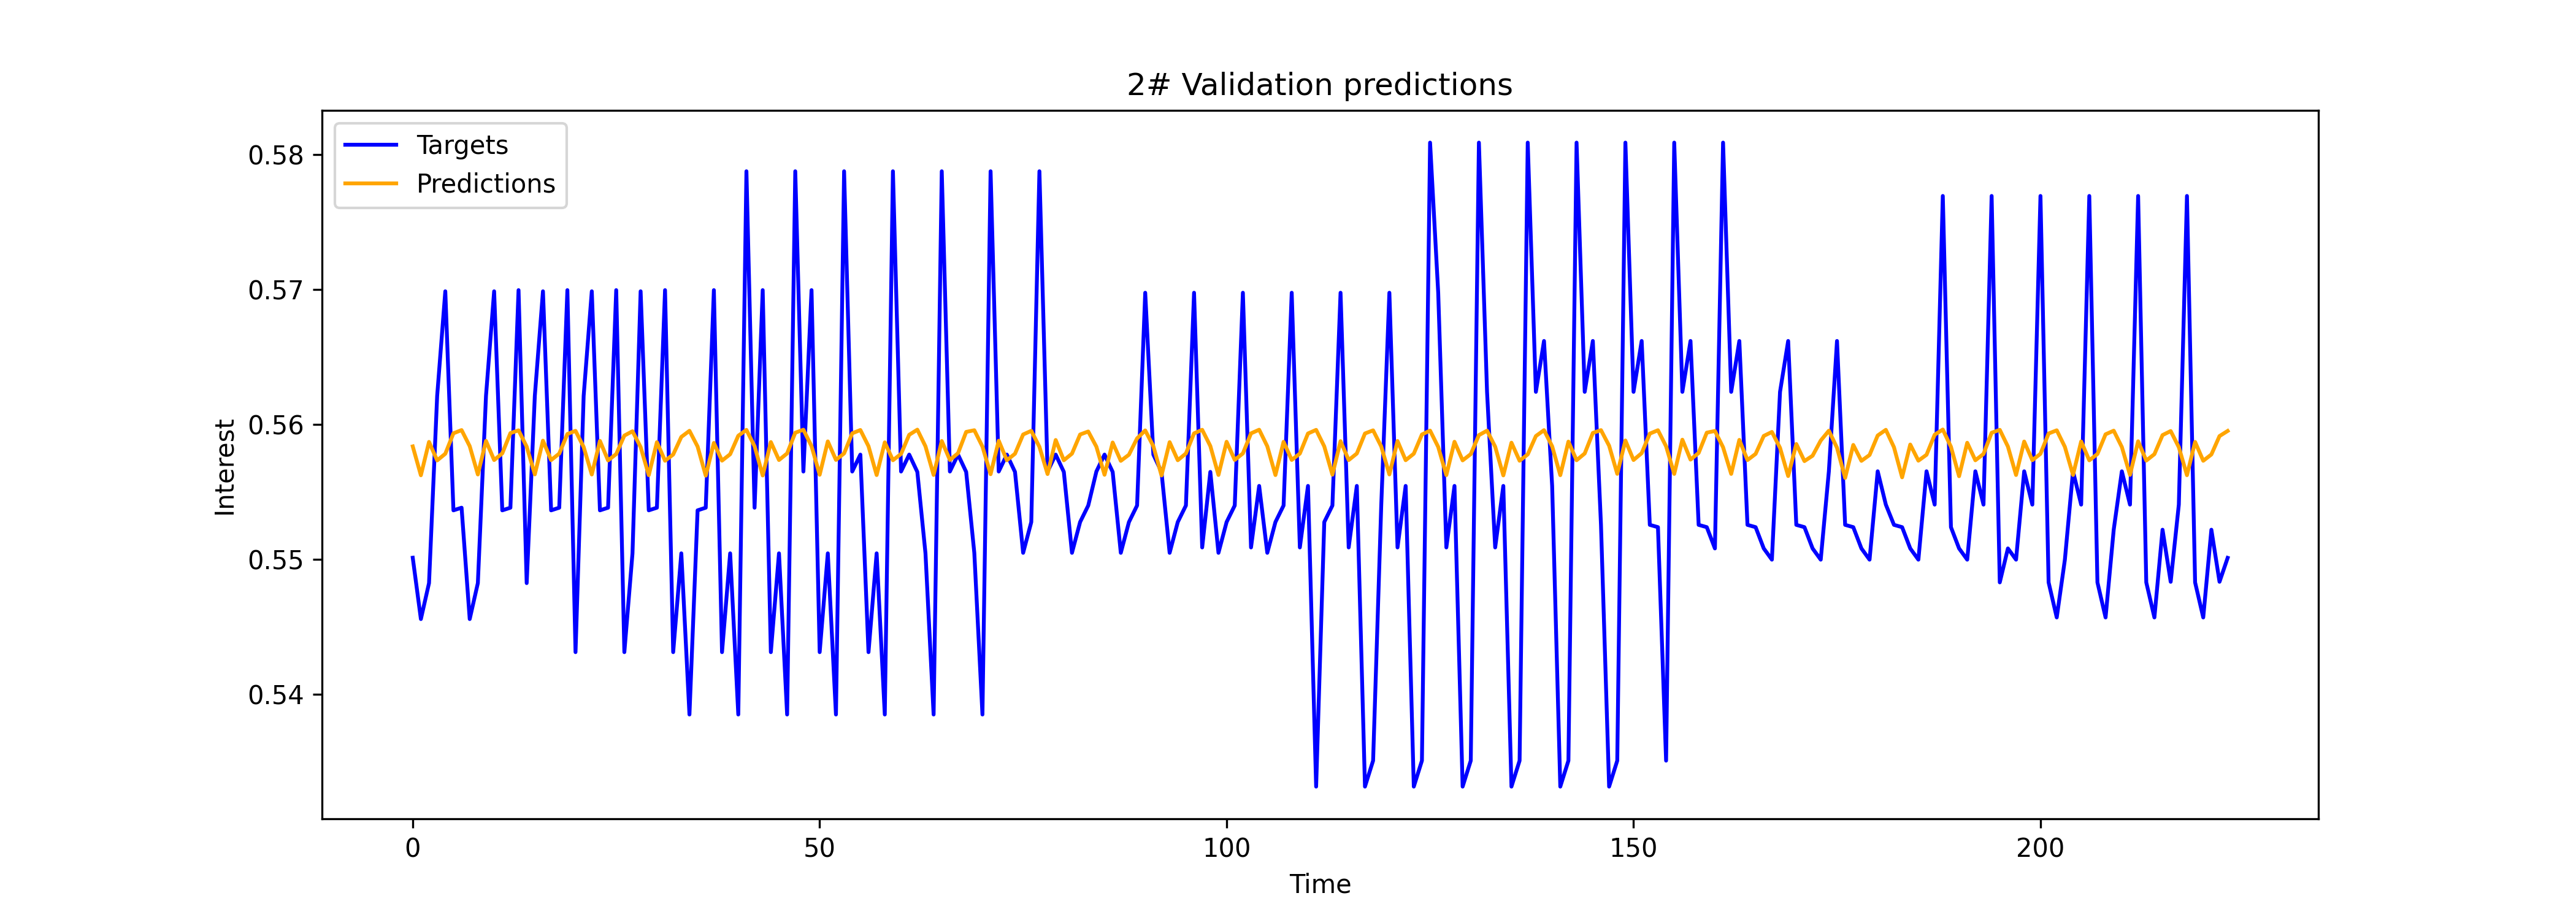 2# Validation predictions
Targets
Predictions
Interest
0.58
0.57
0.56
0.55
0.54
0
50
100
150
200
Time